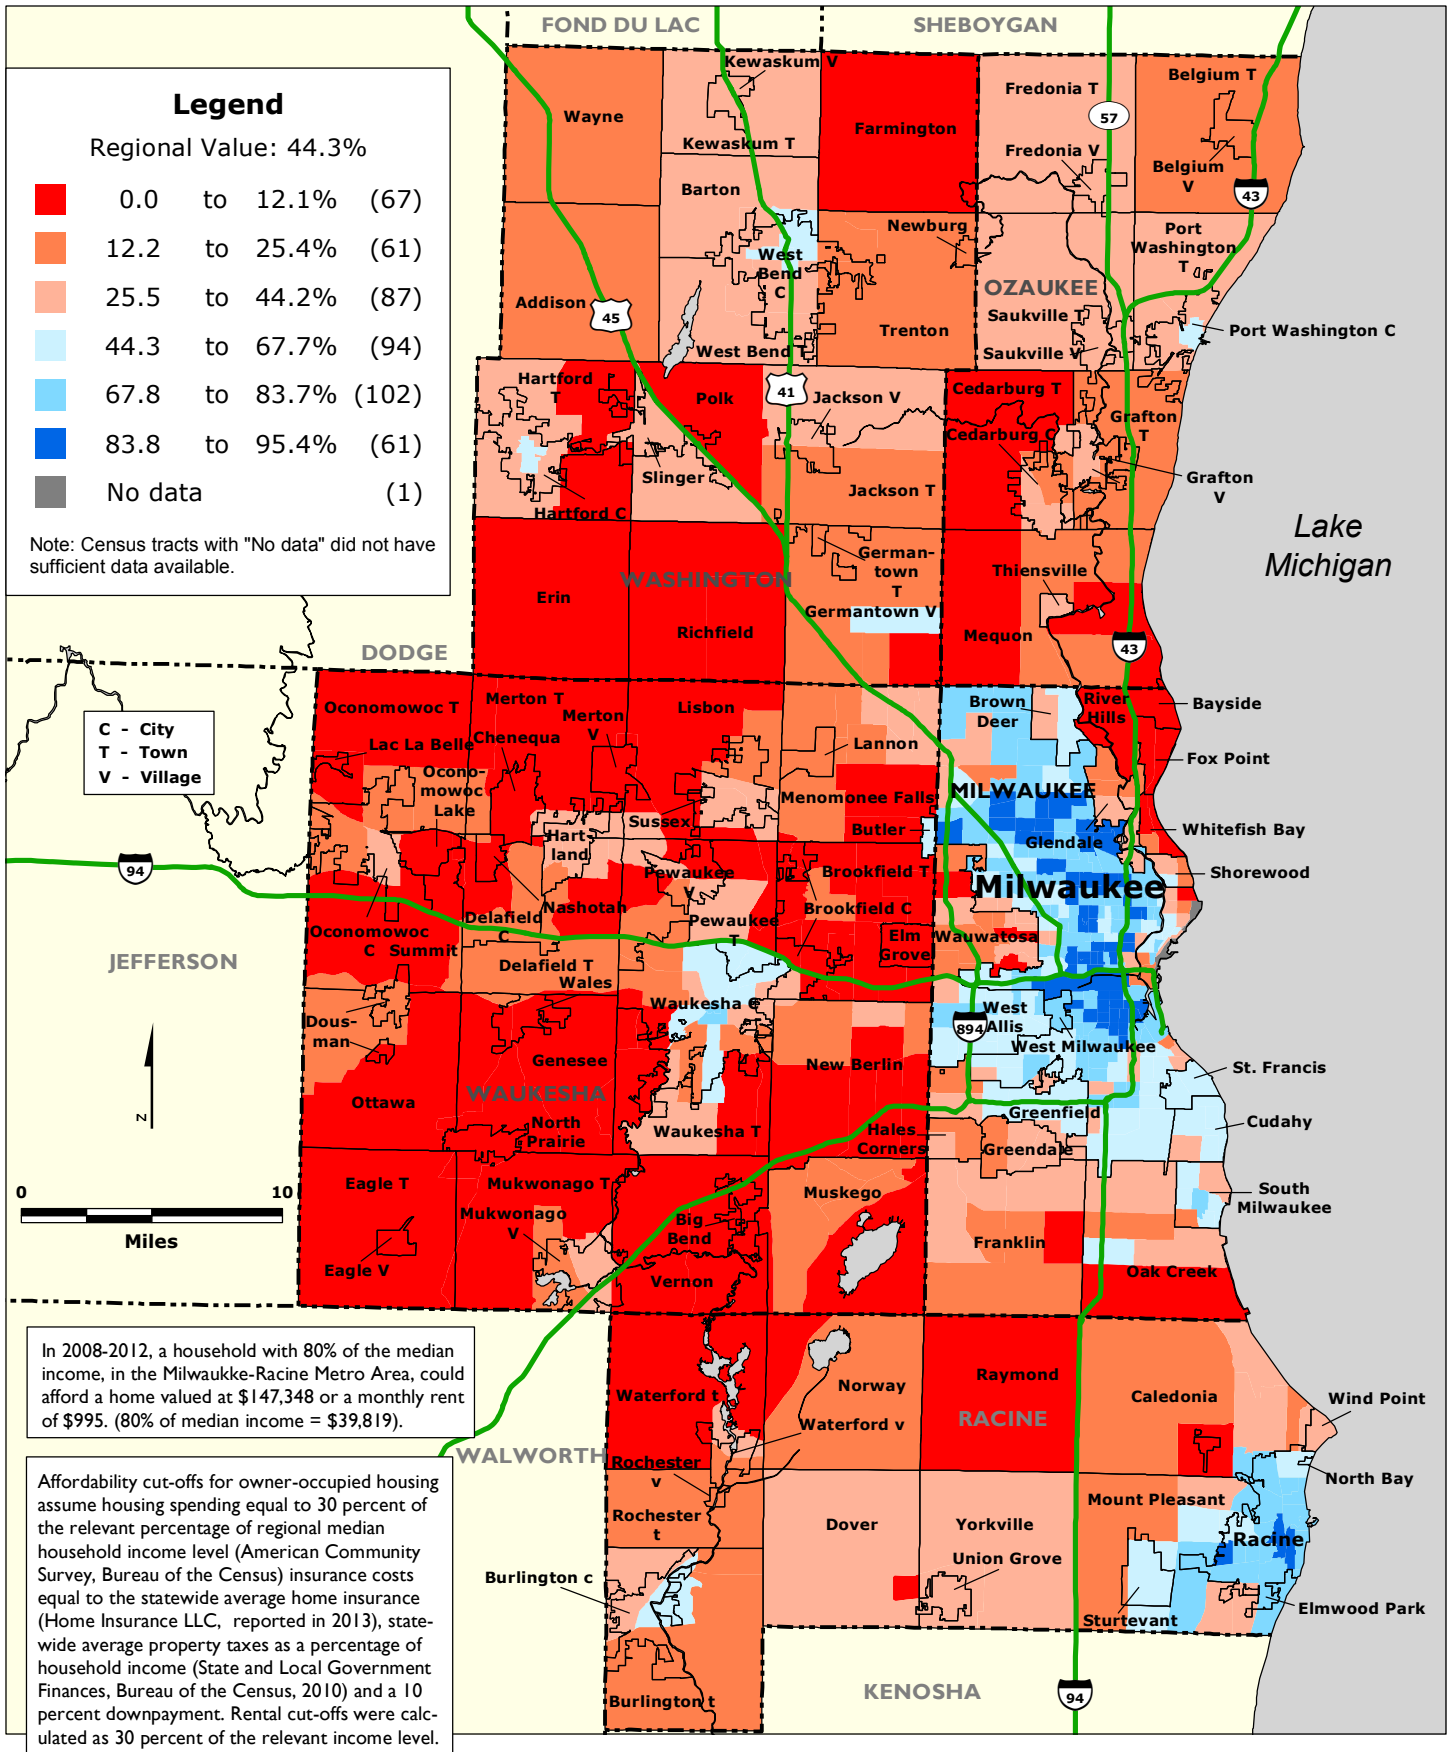 FOND DU LAC
SHEBOYGAN
Legend
Regional Value: 44.3%
0.0 to 12.1% (67)
12.2 to 25.4% (61)
25.5 to 44.2% (87)
44.3 to 67.7% (94)
67.8 to 83.7% (102)
83.8 to 95.4% (61)
No data (1)
Note: Census tracts with "No data" did not have
sufficient data available.
Kewaskum V
Wayne
Kewaskum T
Farmington
Fredonia T
57
Belgium T
Fredonia V
Belgium
V
43
Barton
Newburg
Port
Washington
T
West
Bend
C
Addison
45
OZAUKEE
Saukville T
Trenton
Port Washington C
West Bend T
Saukville V
Hartford
T
Polk
41
Jackson V
Cedarburg T
Grafton
T
Cedarburg C
Slinger
Jackson T
Grafton
V
Hartford C
Lake
Michigan
German-
town
T
WASHINGTON
Thiensville
Erin
Germantown V
Richfield
Mequon
43
DODGE
C - City
T - Town
V - Village
Oconomowoc T
Merton T
Merton
V
Lisbon
Brown
Deer
River
Hills
Bayside
Lac La Belle
Chenequa
Lannon
Fox Point
Ocono-
mowoc
Lake
MILWAUKEE
Menomonee Falls
Sussex
Butler
Whitefish Bay
Glendale
Hart-
land
94
Pewaukee
V
Brookfield T
Shorewood
Milwaukee
Nashotah
Brookfield C
Delafield
C
Pewaukee
T
Oconomowoc
C
Summit
Elm
Grove
Wauwatosa
JEFFERSON
Delafield T
Wales
Waukesha C
West
Allis
894
Dous-
man
West Milwaukee
Genesee
New Berlin
St. Francis
WAUKESHA
Ottawa
Greenfield
Cudahy
North
Prairie
Waukesha T
Hales
Corners
Greendale
N
Eagle T
Mukwonago T
Muskego
South
Milwaukee
0 10
Miles
Mukwonago
V
Big
Bend
Franklin
Eagle V
Vernon
Oak Creek
In 2008-2012, a household with 80% of the median
income, in the Milwaukke-Racine Metro Area, could
afford a home valued at $147,348 or a monthly rent
of $995. (80% of median income = $39,819).
Waterford t
Norway
Raymond
Caledonia
Wind Point
Waterford v
RACINE
WALWORTH
Rochester
v
North Bay
Mount Pleasant
Rochester
t
Dover
Yorkville
Racine
Union Grove
Burlington c
Sturtevant
Elmwood Park
KENOSHA
94
Burlington t
Affordability cut-offs for owner-occupied housing
assume housing spending equal to 30 percent of
the relevant percentage of regional median
household income level (American Community
Survey, Bureau of the Census) insurance costs
equal to the statewide average home insurance
(Home Insurance LLC, reported in 2013), state-
wide average property taxes as a percentage of
household income (State and Local Government
Finances, Bureau of the Census, 2010) and a 10
percent downpayment. Rental cut-offs were calc-
ulated as 30 percent of the relevant income level.